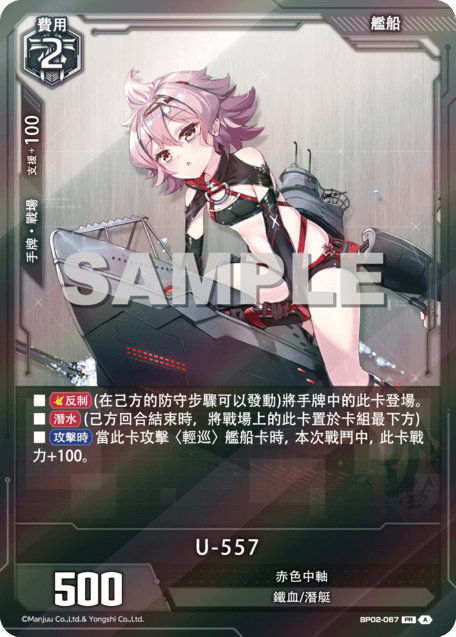 費用
2
艦船
支援+100
手牌・戰場
SAMPLE
■ 反制 (在己方的防守步驟可以發動)將手牌中的此卡登場。
■ 潛水 (己方回合結束時, 將戰場上的此卡置於卡組最下方)
■ 攻擊時 當此卡攻擊〈輕巡〉艦船卡時, 本次戰鬥中, 此卡戰
力+100。
U-557
500
赤色中軸
鐵血/潛艇
©Manjuu Co.,Ltd.& Yongshi Co.,Ltd.
BP02-067 PR A